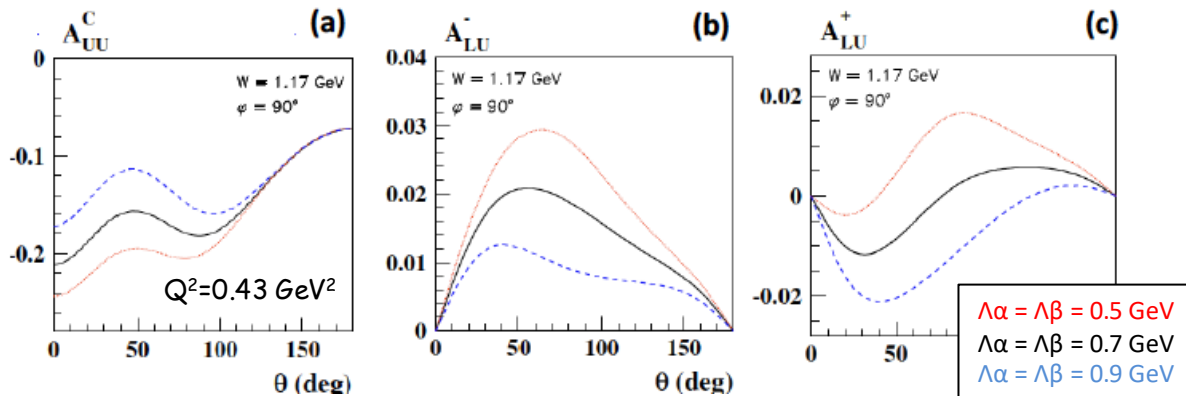 A_UU^C (a)
W = 1.17 GeV
φ = 90°
0
-0.1
-0.2
Q²=0.43 GeV²
0 50 100 150
θ (deg)
A_LU^- (b)
W = 1.17 GeV
φ = 90°
0.04
0.03
0.02
0.01
0
0 50 100 150
θ (deg)
A_LU^+ (c)
W = 1.17 GeV
φ = 90°
0.02
0
-0.02
0 50
Λα = Λβ = 0.5 GeV
Λα = Λβ = 0.7 GeV
Λα = Λβ = 0.9 GeV